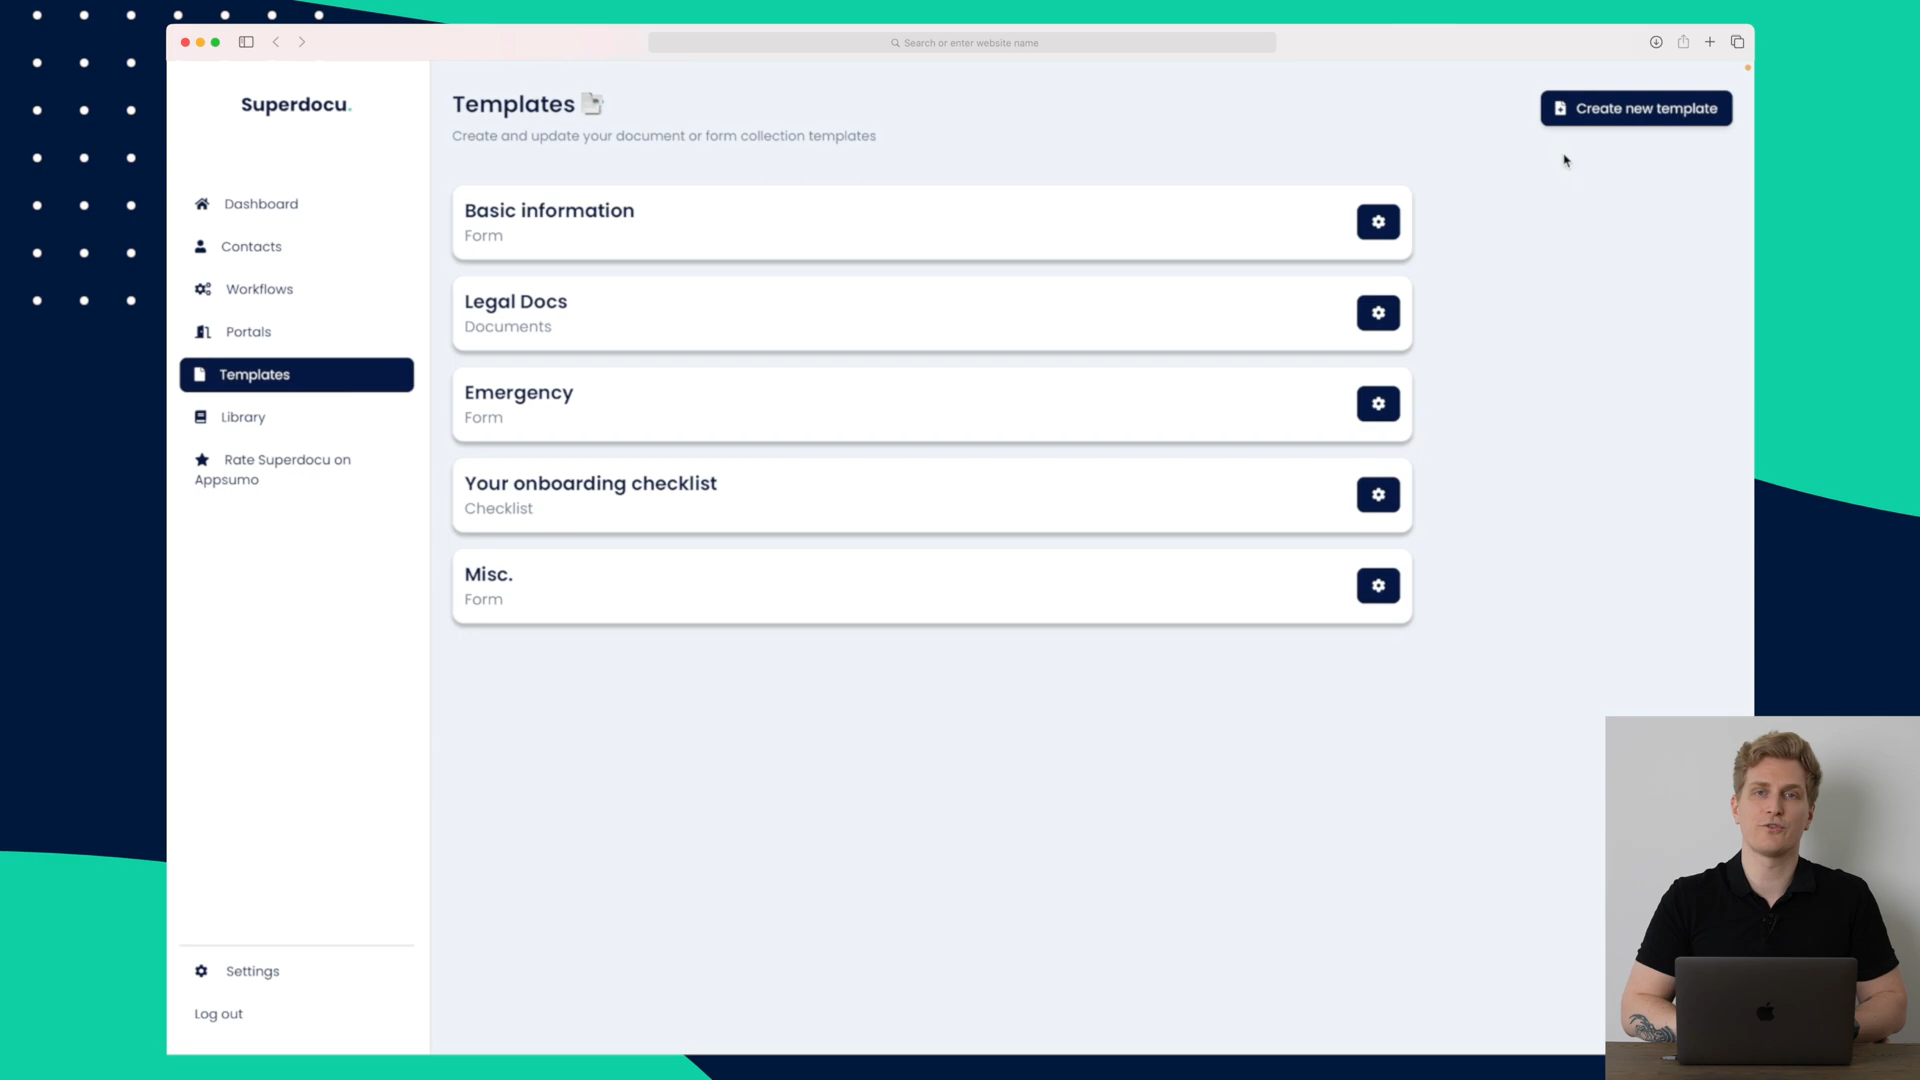 Search or enter website name
Superdocu.
Dashboard
Contacts
Workflows
Portals
Templates
Library
Rate Superdocu on
Appsumo
Settings
Log out
Templates
Create and update your document or form collection templates
Create new template
Basic information
Form
Legal Docs
Documents
Emergency
Form
Your onboarding checklist
Checklist
Misc.
Form